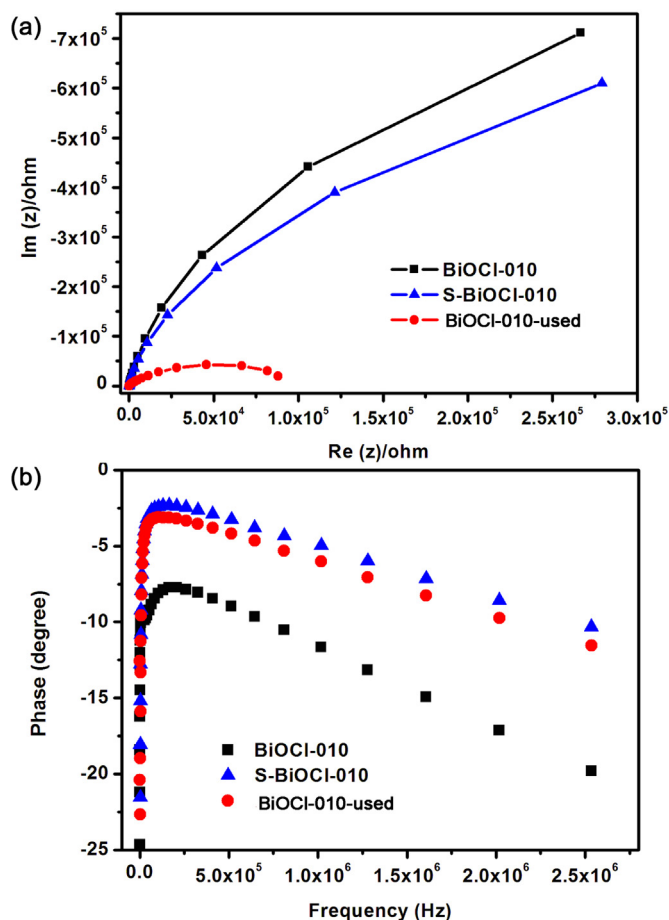 (a)
-7x10⁵
-6x10⁵
-5x10⁵
-4x10⁵
-3x10⁵
-2x10⁵
-1x10⁵
0
Im (z)/ohm
BiOCl-010
S-BiOCl-010
BiOCl-010-used
0.0
5.0x10⁴
1.0x10⁵
1.5x10⁵
2.0x10⁵
2.5x10⁵
3.0x10⁵
Re (z)/ohm
(b)
0
-5
-10
-15
-20
-25
Phase (degree)
BiOCl-010
S-BiOCl-010
BiOCl-010-used
0.0
5.0x10⁵
1.0x10⁶
1.5x10⁶
2.0x10⁶
2.5x10⁶
Frequency (Hz)